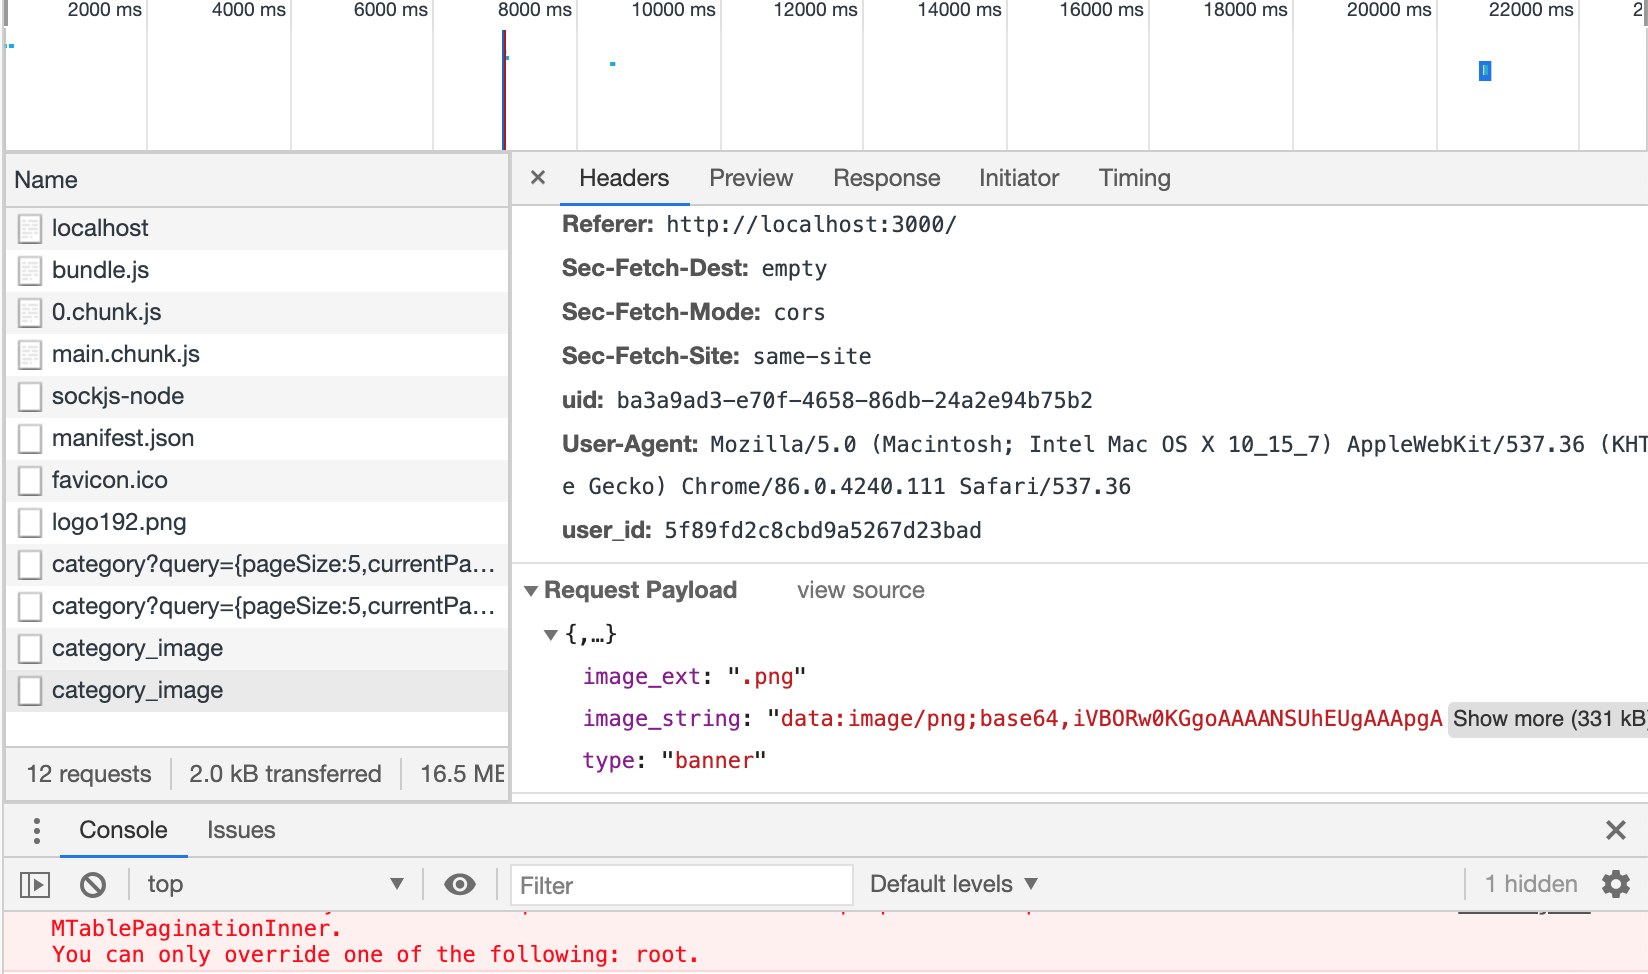 2000 ms 4000 ms 6000 ms 8000 ms 10000 ms 12000 ms 14000 ms 16000 ms 18000 ms 20000 ms 22000 ms 2
Name
× Headers Preview Response Initiator Timing
localhost
bundle.js
0.chunk.js
main.chunk.js
sockjs-node
manifest.json
favicon.ico
logo192.png
category?query={pageSize:5,currentPa…
category?query={pageSize:5,currentPa…
category_image
category_image
12 requests 2.0 kB transferred 16.5 ME
Referer: http://localhost:3000/
Sec-Fetch-Dest: empty
Sec-Fetch-Mode: cors
Sec-Fetch-Site: same-site
uid: ba3a9ad3-e70f-4658-86db-24a2e94b75b2
User-Agent: Mozilla/5.0 (Macintosh; Intel Mac OS X 10_15_7) AppleWebKit/537.36 (KHT
e Gecko) Chrome/86.0.4240.111 Safari/537.36
user_id: 5f89fd2c8cbd9a5267d23bad
Request Payload view source
{,…}
image_ext: ".png"
image_string: "data:image/png;base64,iVBORw0KGgoAAAANSUhEUgAAApgA Show more (331 kB)
type: "banner"
Console Issues
top Filter Default levels 1 hidden
MTablePaginationInner.
You can only override one of the following: root.